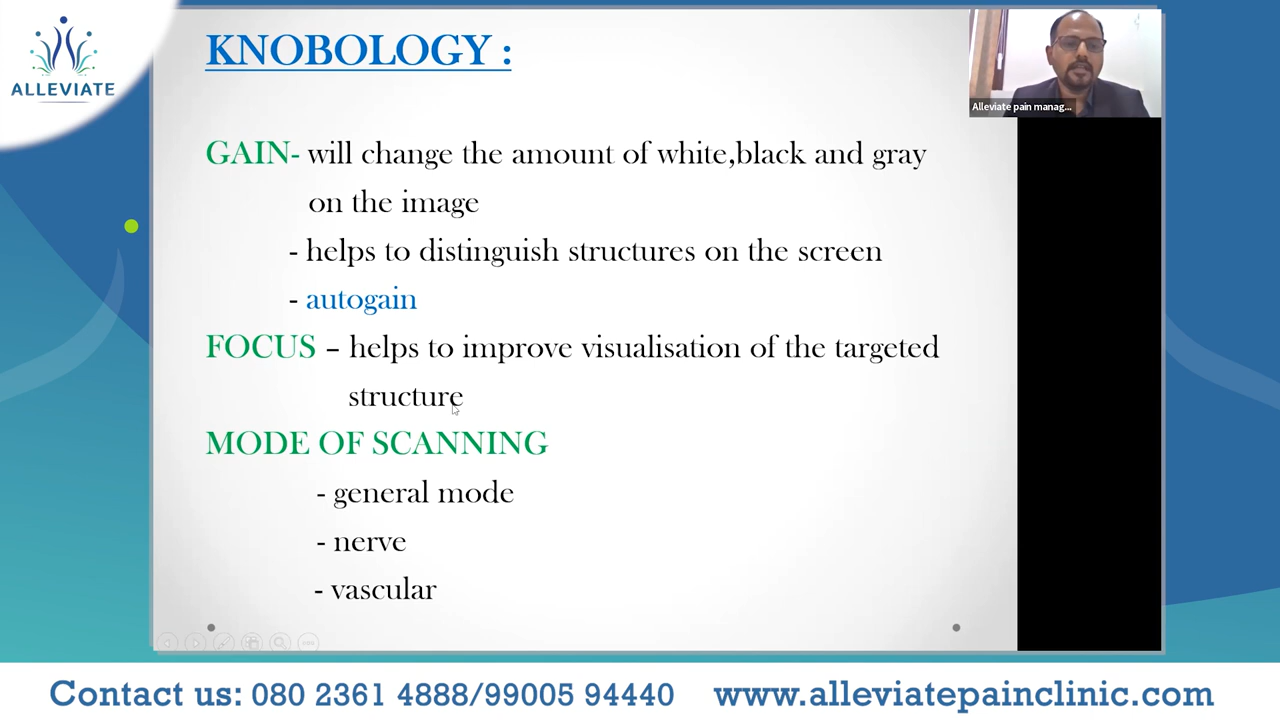 ALLEVIATE
KNOBOLOGY :
Alleviate pain manag...
GAIN- will change the amount of white,black and gray
on the image
- helps to distinguish structures on the screen
- autogain
FOCUS – helps to improve visualisation of the targeted
structure
MODE OF SCANNING
- general mode
- nerve
- vascular
Contact us: 080 2361 4888/99005 94440 www.alleviatepainclinic.com